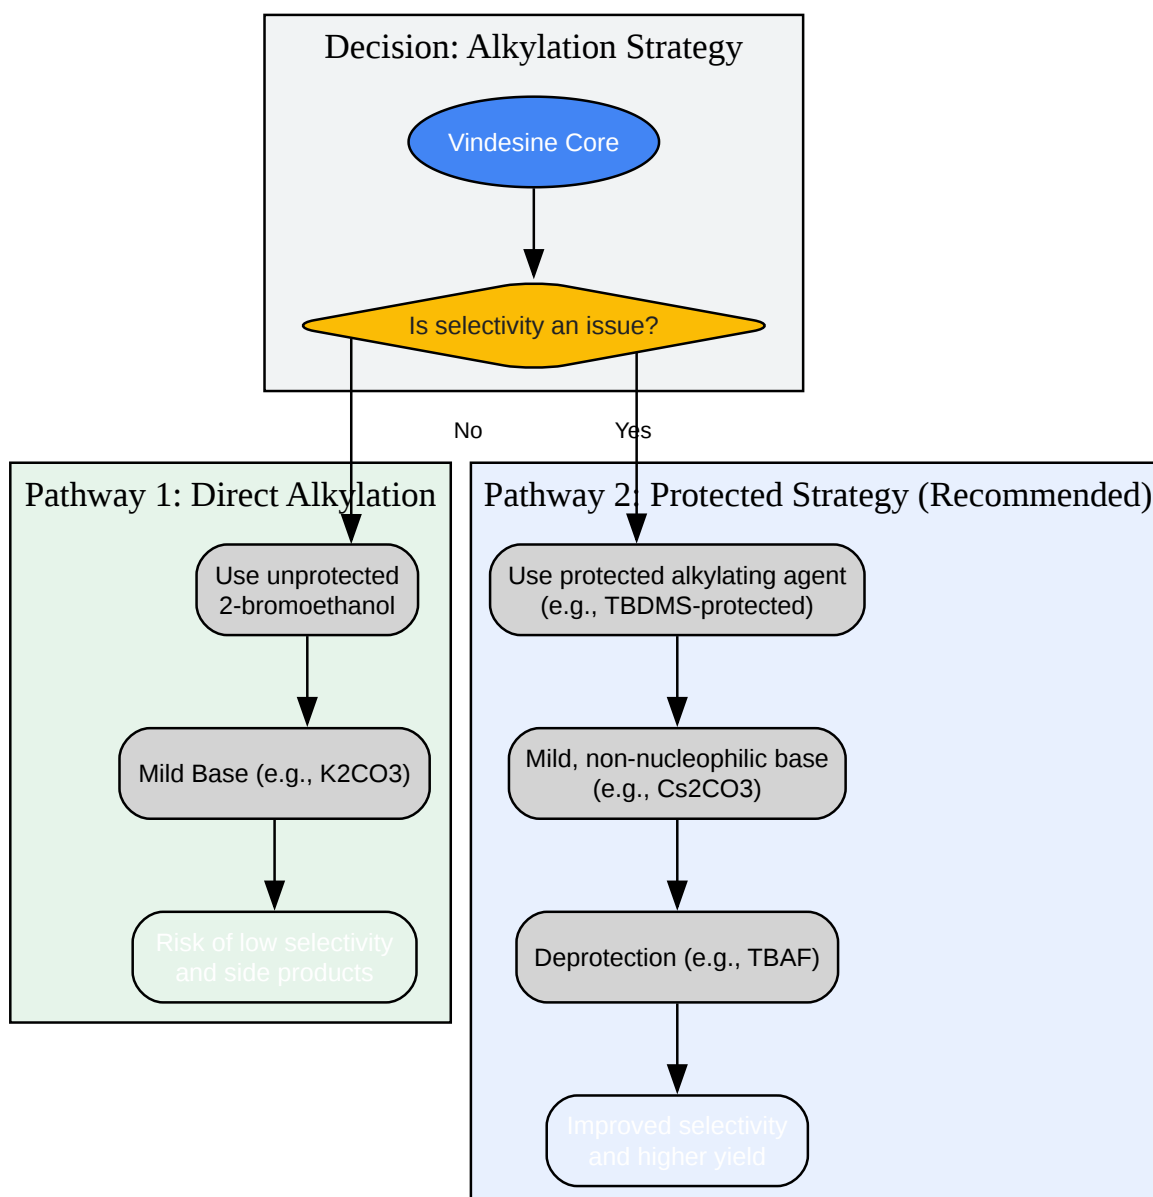 Decision: Alkylation Strategy
Vindesine Core
Is selectivity an issue?
No
Yes
Pathway 1: Direct Alkylation
Use unprotected
2-bromoethanol
Mild Base (e.g., K2CO3)
Risk of low selectivity
and side products
Pathway 2: Protected Strategy (Recommended)
Use protected alkylating agent
(e.g., TBDMS-protected)
Mild, non-nucleophilic base
(e.g., Cs2CO3)
Deprotection (e.g., TBAF)
Improved selectivity
and higher yield